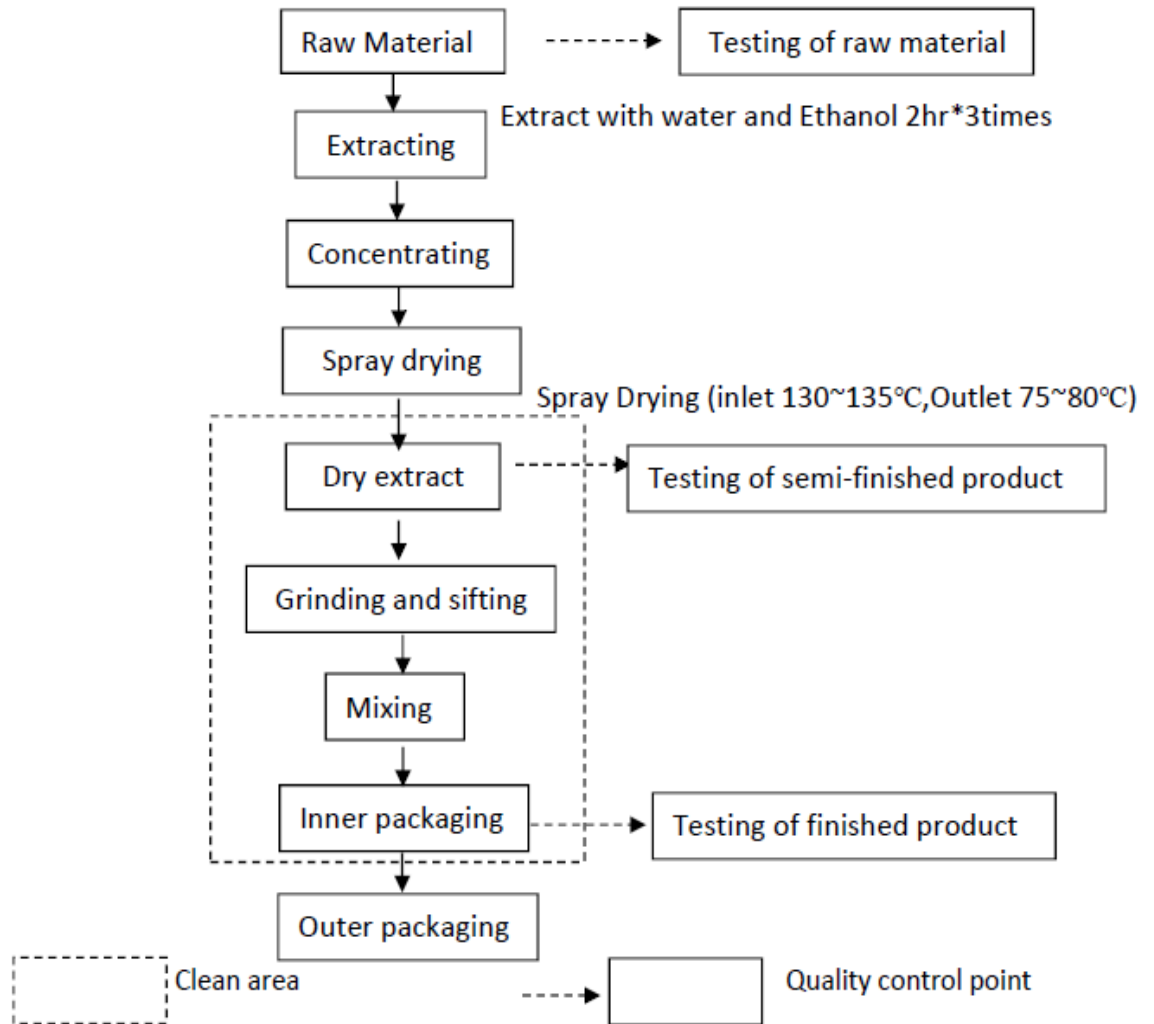 Raw Material
Testing of raw material
Extract with water and Ethanol 2hr*3times
Extracting
Concentrating
Spray drying
Spray Drying (inlet 130~135℃,Outlet 75~80℃)
Dry extract
Testing of semi-finished product
Grinding and sifting
Mixing
Inner packaging
Testing of finished product
Outer packaging
Clean area
Quality control point